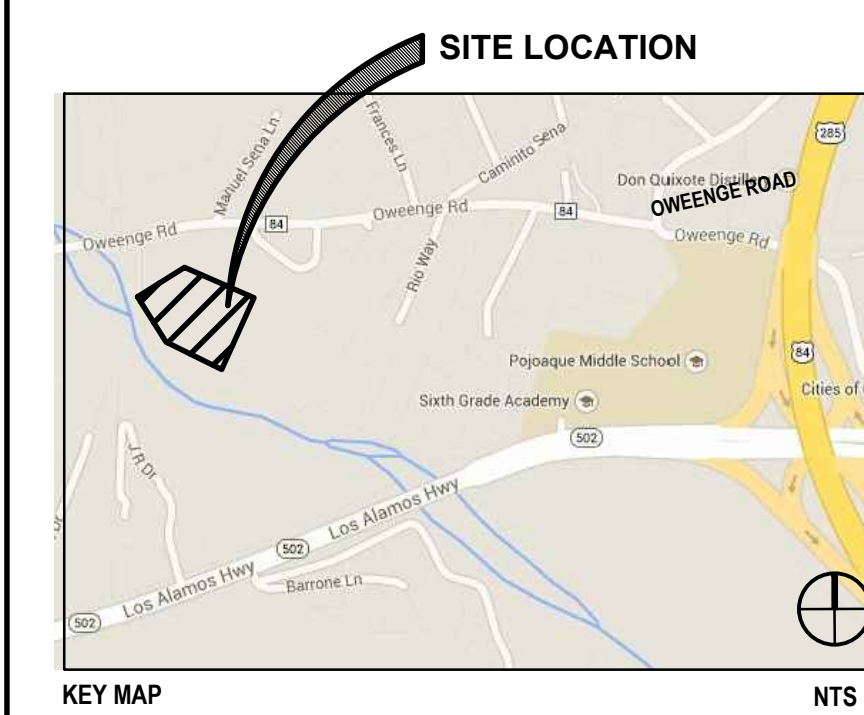 SITE LOCATION
285
Manuel Sena Ln
Frances Ln
Caminito Sena
Don Quixote Distillery
OWEENGE ROAD
Oweenge Rd
84
Oweenge Rd
84
Oweenge Rd
Rio Way
84
Pojoaque Middle School
Cities of
Sixth Grade Academy
502
J R Dr
Dr
Los Alamos Hwy
502
Barrone Ln
Los Alamos Hwy
502
KEY MAP
NTS